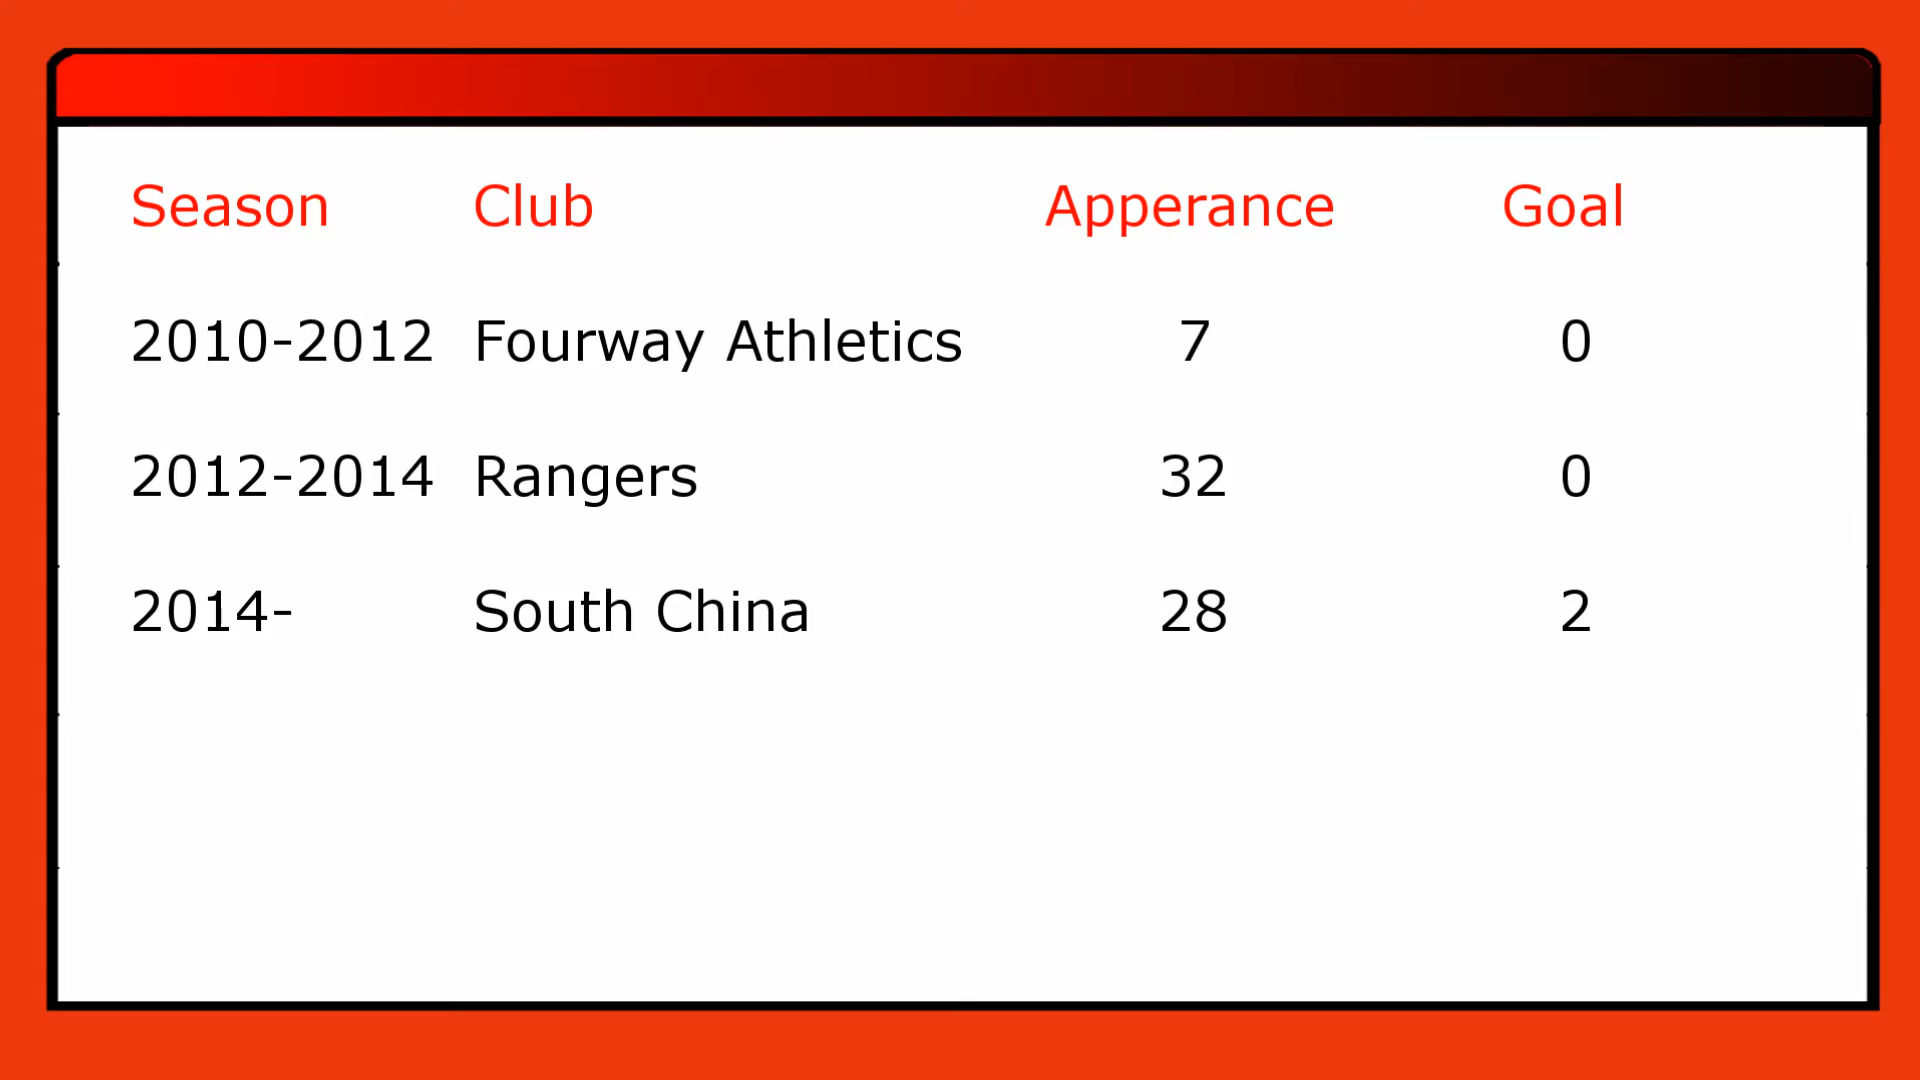 Season Club Apperance Goal
2010-2012 Fourway Athletics 7 0
2012-2014 Rangers 32 0
2014- South China 28 2